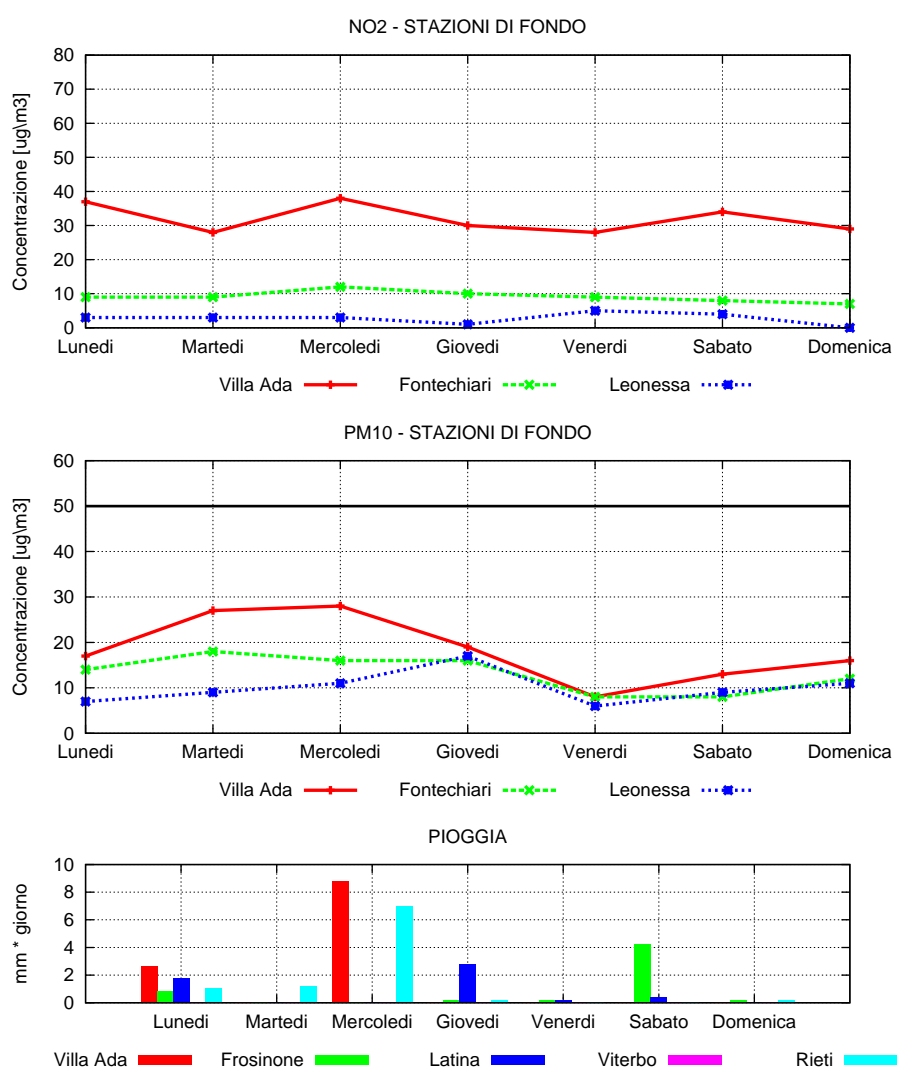 NO2 - STAZIONI DI FONDO
80
70
60
50
40
30
20
10
0
Concentrazione [ug\m3]
Lunedi Martedi Mercoledi Giovedi Venerdi Sabato Domenica
Villa Ada Fontechiari Leonessa
PM10 - STAZIONI DI FONDO
60
50
40
30
20
10
0
Concentrazione [ug\m3]
Lunedi Martedi Mercoledi Giovedi Venerdi Sabato Domenica
Villa Ada Fontechiari Leonessa
PIOGGIA
10
8
6
4
2
0
mm * giorno
Lunedi Martedi Mercoledi Giovedi Venerdi Sabato Domenica
Villa Ada Frosinone Latina Viterbo Rieti